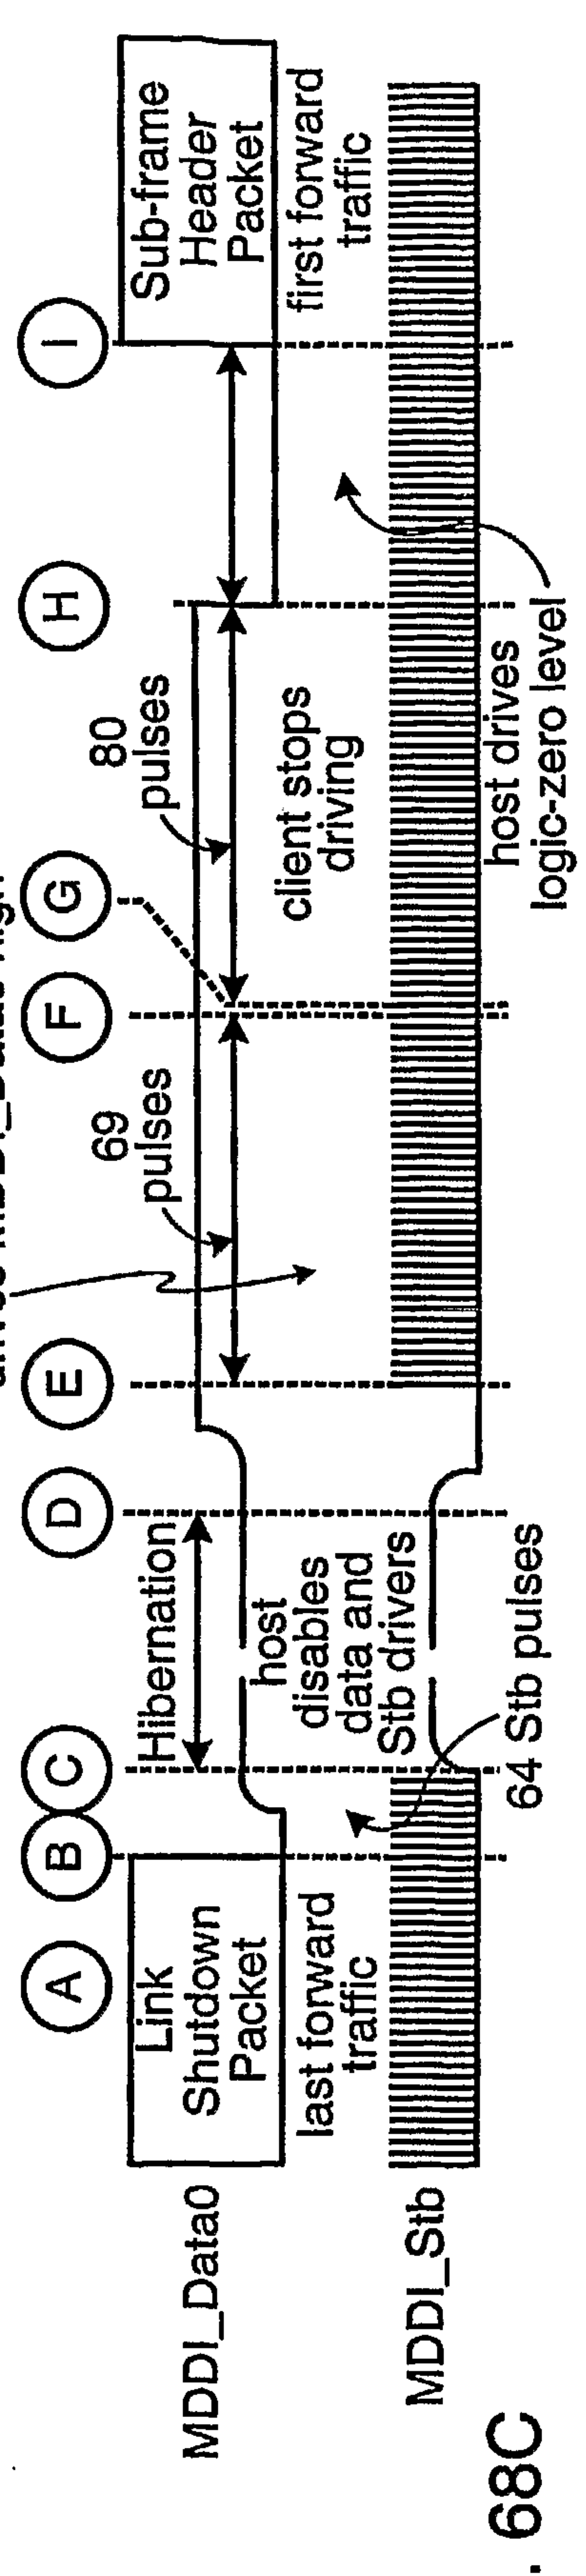 A
B
C
D
E
F
G
H
I
MDDI_Data0
Link
Shutdown
Packet
Hibernation
69
pulses
80
pulses
Sub-frame
Header
Packet
last forward
traffic
host
disables
data and
Stb drivers
client stops
driving
first forward
traffic
MDDI_Stb
64 Stb pulses
host drives
logic-zero level
. 68C